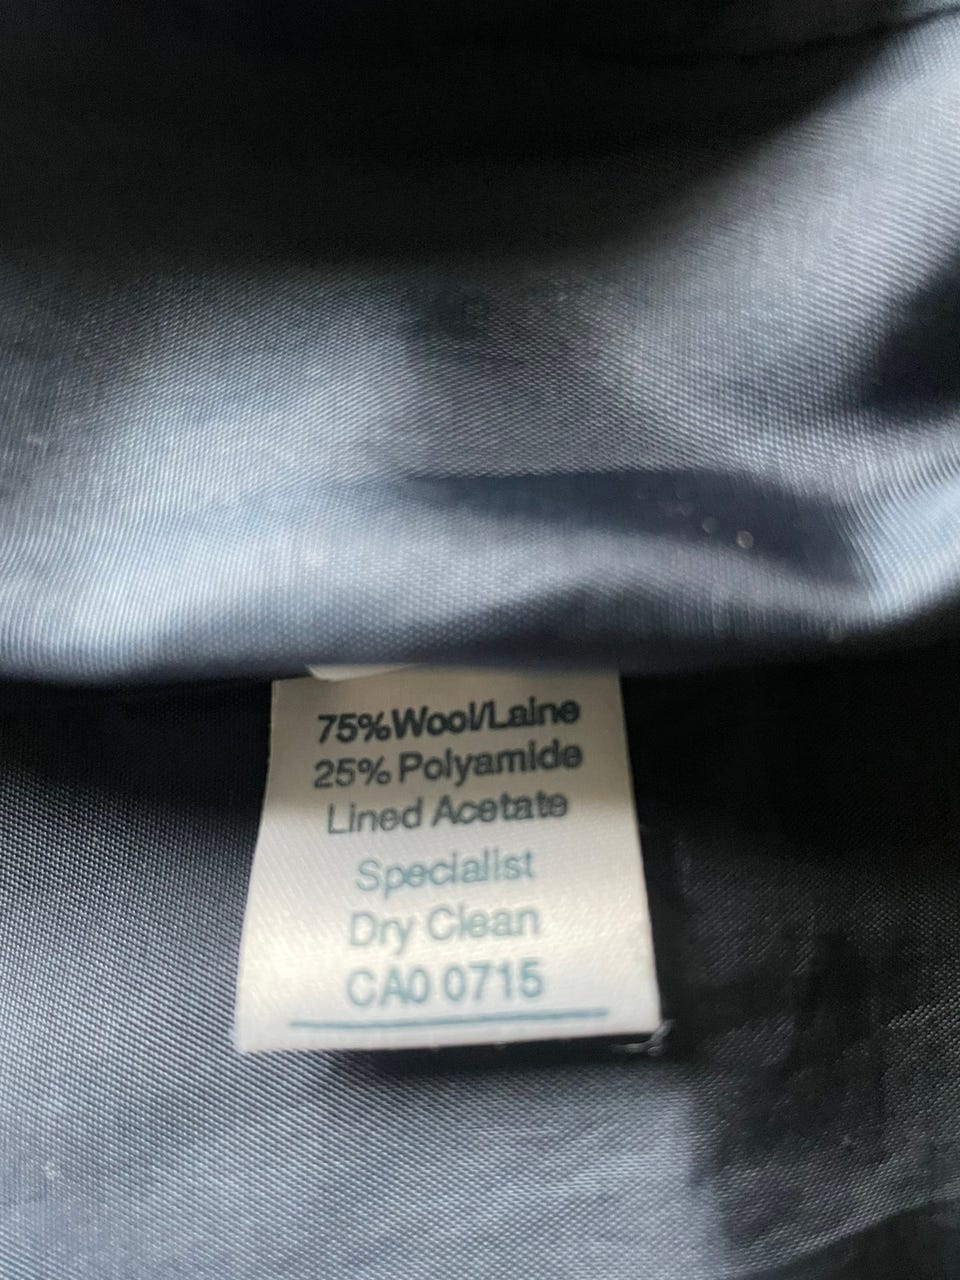 75%Wool/Laine
25% Polyamide
Lined Acetate
Specialist
Dry Clean
CA0 0715